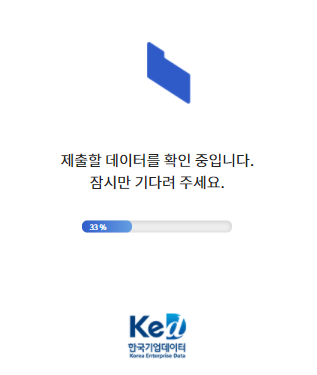 제출할 데이터를 확인 중입니다.
잠시만 기다려 주세요.
33 %
Ked
한국기업데이터
Korea Enterprise Data